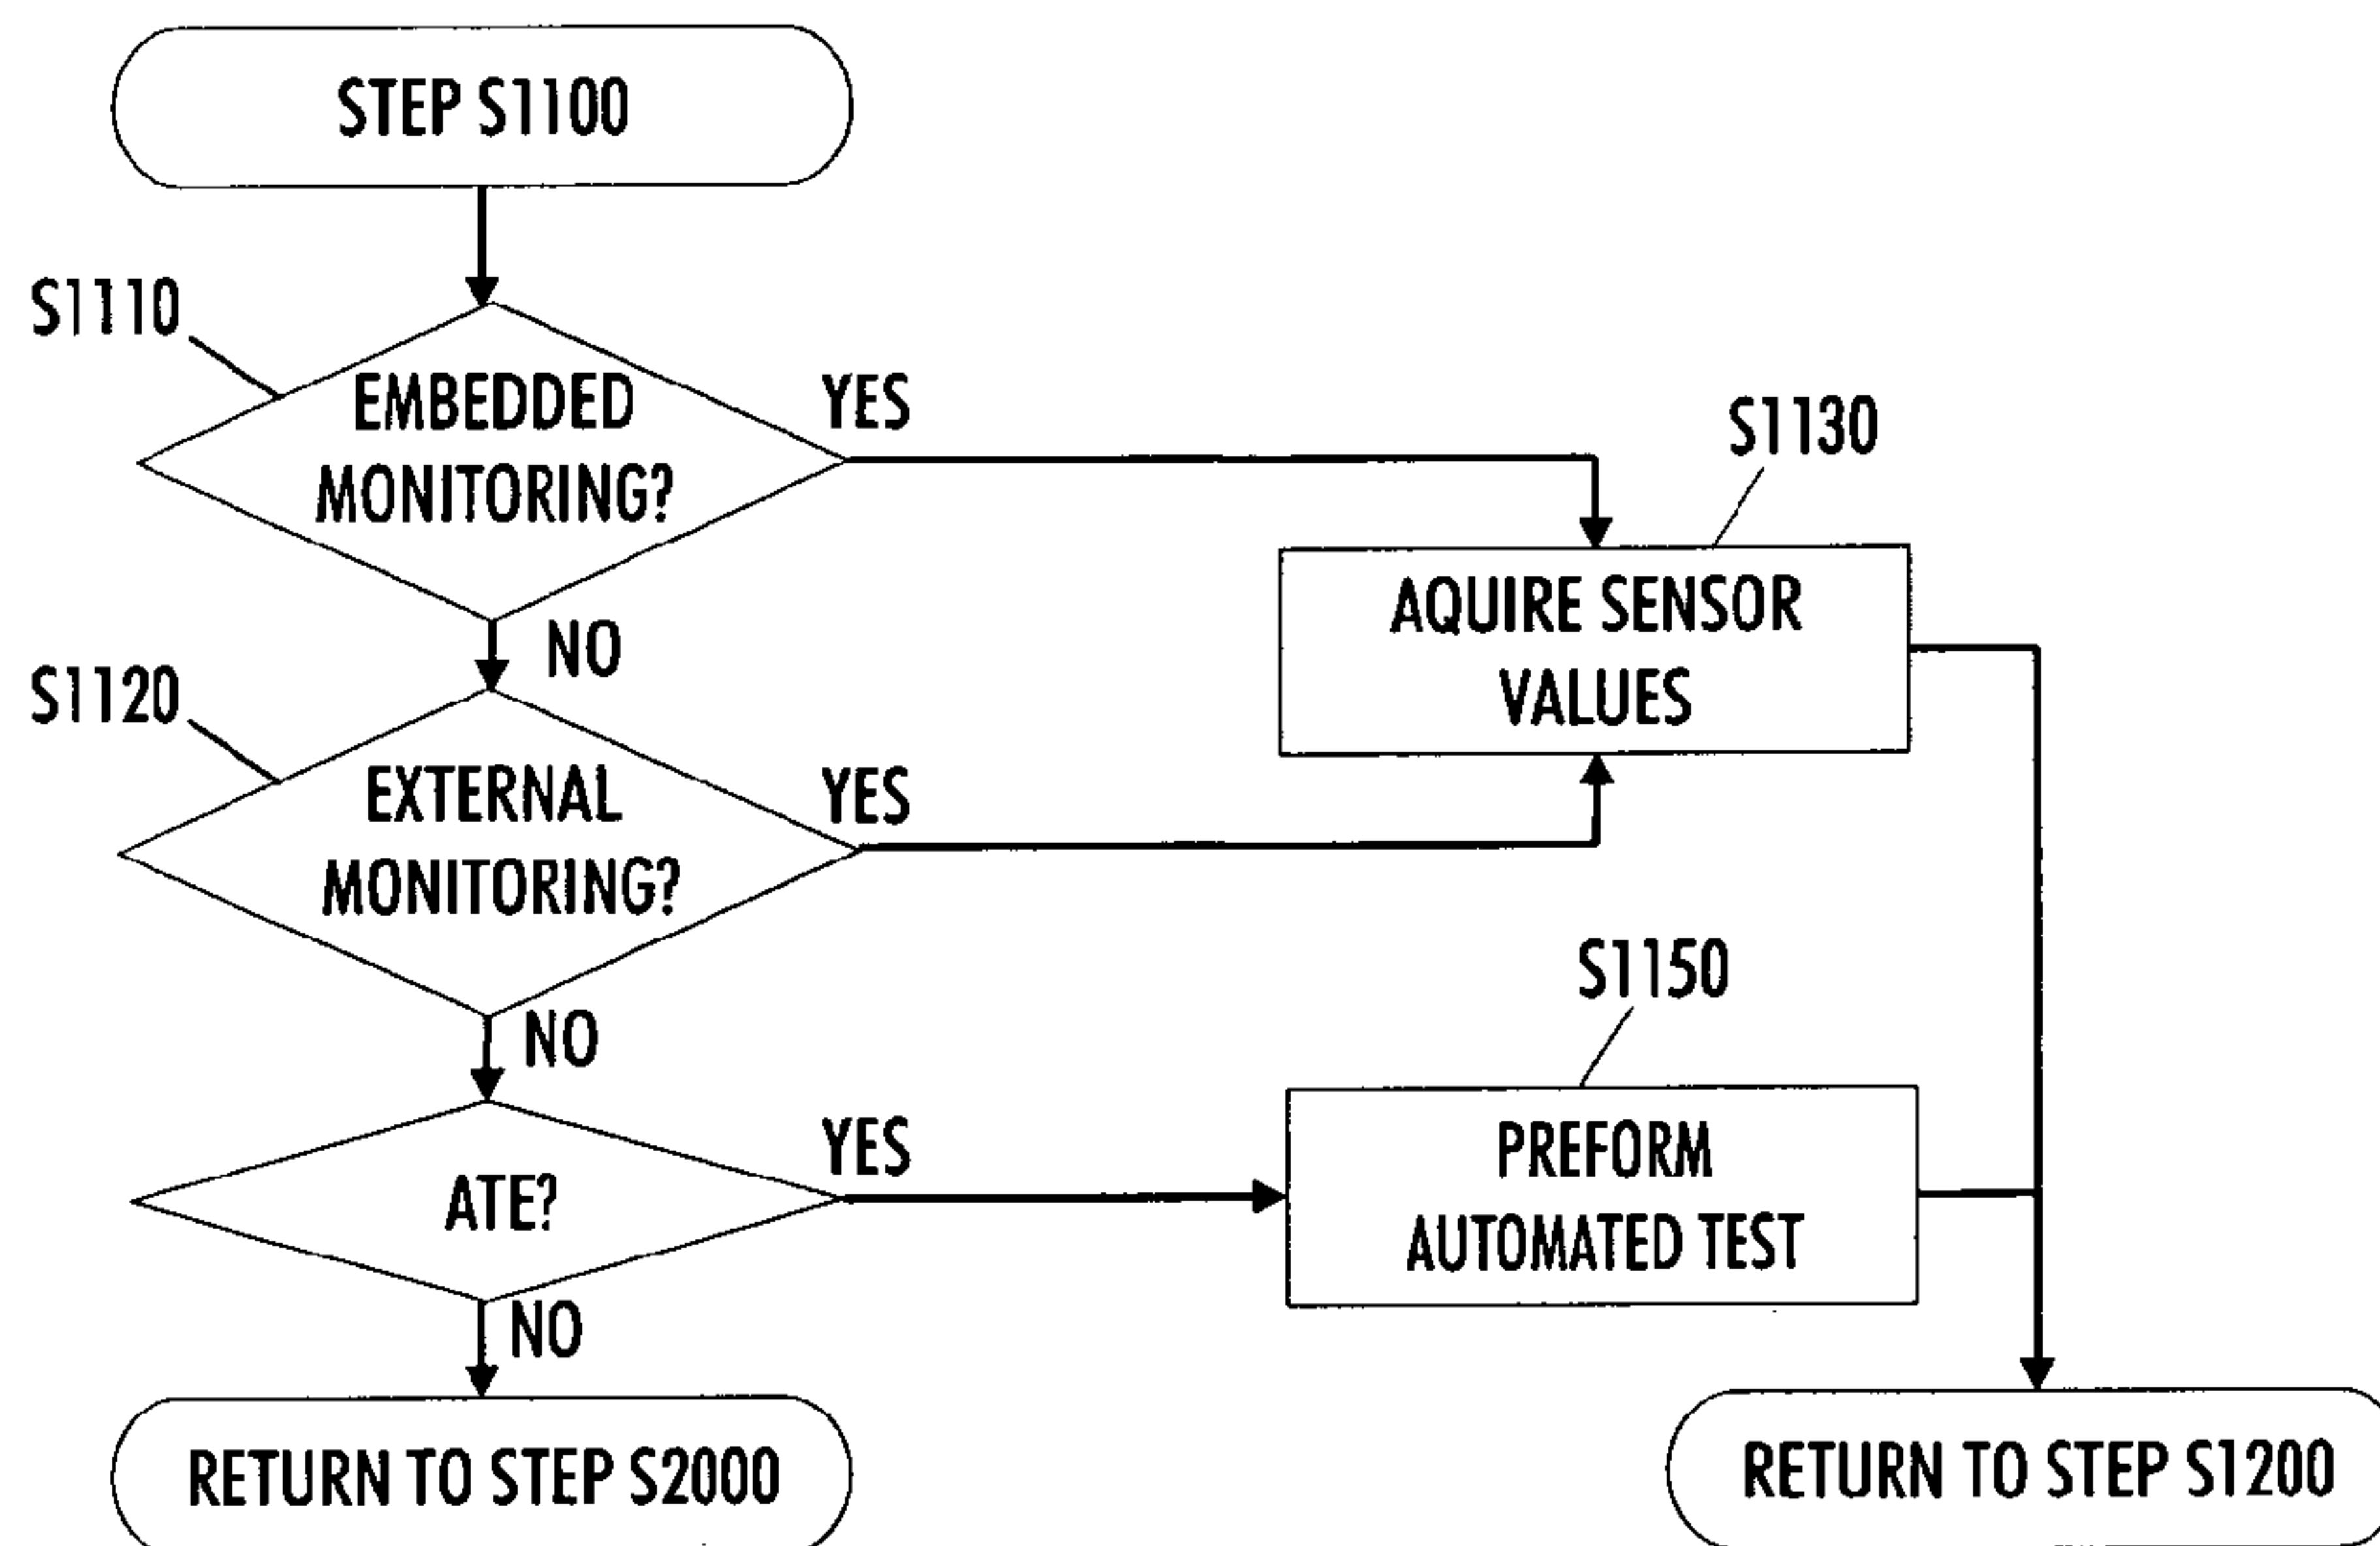 STEP S1100
S1110
EMBEDDED
MONITORING?
YES
NO
S1130
AQUIRE SENSOR
VALUES
S1120
EXTERNAL
MONITORING?
YES
NO
S1150
PREFORM
AUTOMATED TEST
ATE?
YES
NO
RETURN TO STEP S2000
RETURN TO STEP S1200